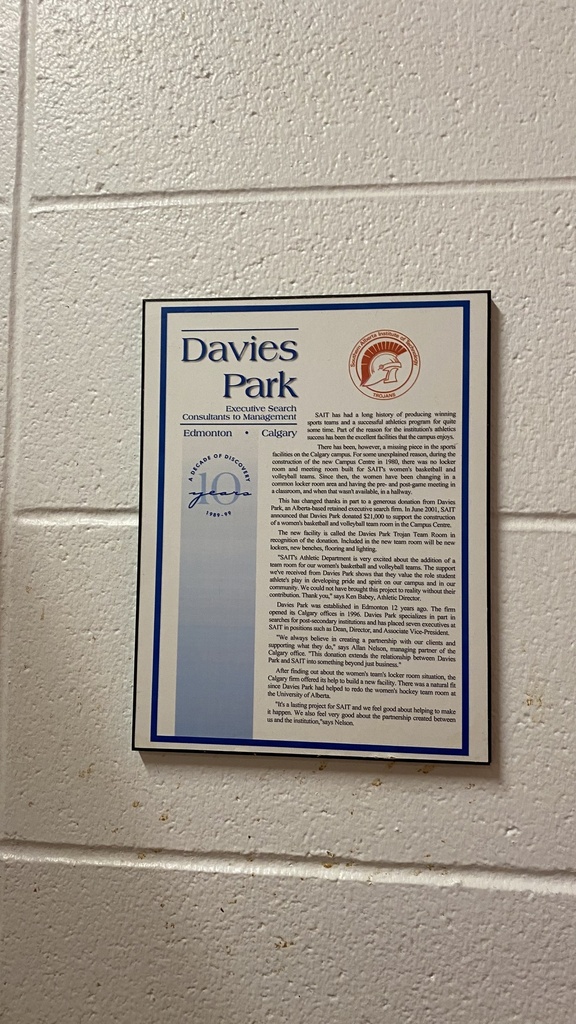 Davies
Park
Executive Search
Consultants to Management
Edmonton • Calgary
A DECADE OF DISCOVERY
10
years
1989-99
Southern Alberta Institute of Technology
TROJANS
SAIT has had a long history of producing winning
sports teams and a successful athletics program for quite
some time. Part of the reason for the institution's athletics
success has been the excellent facilities that the campus enjoys.
There has been, however, a missing piece in the sports
facilities on the Calgary campus. For some unexplained reason, during the
construction of the new Campus Centre in 1980, there was no locker
room and meeting room built for SAIT's women's basketball and
volleyball teams. Since then, the women have been changing in a
common locker room area and having the pre- and post-game meeting in
a classroom, and when that wasn't available, in a hallway.
This has changed thanks in part to a generous donation from Davies
Park, an Alberta-based retained executive search firm. In June 2001, SAIT
announced that Davies Park donated $21,000 to support the construction
of a women's basketball and volleyball team room in the Campus Centre.
The new facility is called the Davies Park Trojan Team Room in
recognition of the donation. Included in the new team room will be new
lockers, new benches, flooring and lighting.
"SAIT's Athletic Department is very excited about the addition of a
team room for our women's basketball and volleyball teams. The support
we've received from Davies Park shows that they value the role student
athlete's play in developing pride and spirit on our campus and in our
community. We could not have brought this project to reality without their
contribution. Thank you," says Ken Babey, Athletic Director.
Davies Park was established in Edmonton 12 years ago. The firm
opened its Calgary offices in 1996. Davies Park specializes in part in
searches for post-secondary institutions and has placed seven executives at
SAIT in positions such as Dean, Director, and Associate Vice-President.
"We always believe in creating a partnership with our clients and
supporting what they do," says Allan Nelson, managing partner of the
Calgary office. "This donation extends the relationship between Davies
Park and SAIT into something beyond just business."
After finding out about the women's team's locker room situation, the
Calgary firm offered its help to build a new facility. There was a natural fit
since Davies Park had helped to redo the women's hockey team room at
the University of Alberta.
"It's a lasting project for SAIT and we feel good about helping to make
it happen. We also feel very good about the partnership created between
us and the institution,"says Nelson.